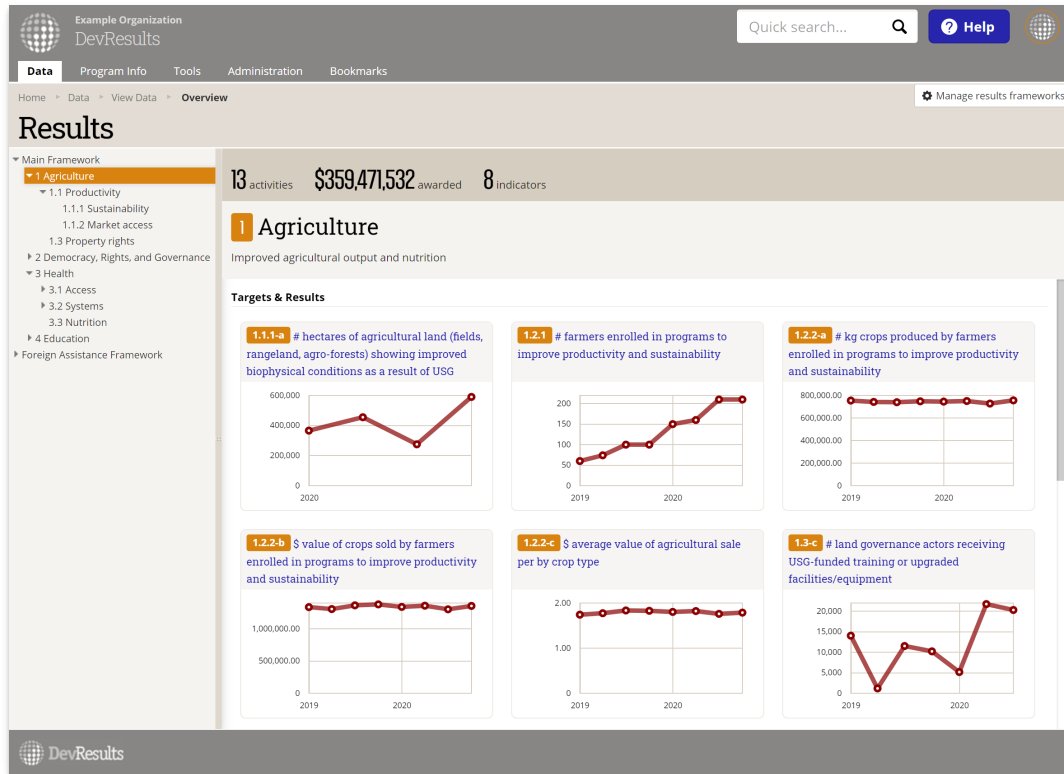 Example Organization
DevResults
Quick search...
Help
Data Program Info Tools Administration Bookmarks
Home Data View Data Overview
Manage results frameworks
Results
Main Framework
1 Agriculture
1.1 Productivity
1.1.1 Sustainability
1.1.2 Market access
1.3 Property rights
2 Democracy, Rights, and Governance
3 Health
3.1 Access
3.2 Systems
3.3 Nutrition
4 Education
Foreign Assistance Framework
13 activities $359,471,532 awarded 8 indicators
1 Agriculture
Improved agricultural output and nutrition
Targets & Results
1.1.1-a # hectares of agricultural land (fields,
rangeland, agro-forests) showing improved
biophysical conditions as a result of USG
600,000
400,000
200,000
0
2020
1.2.1 # farmers enrolled in programs to
improve productivity and sustainability
200
150
100
50
0
2019 2020
1.2.2-a # kg crops produced by farmers
enrolled in programs to improve productivity
and sustainability
800,000.00
600,000.00
400,000.00
200,000.00
0
2019 2020
1.2.2-b $ value of crops sold by farmers
enrolled in programs to improve productivity
and sustainability
1,000,000.00
500,000.00
0
2019 2020
1.2.2-c $ average value of agricultural sale
per by crop type
2.00
1.00
0
2019 2020
1.3-c # land governance actors receiving
USG-funded training or upgraded
facilities/equipment
20,000
15,000
10,000
5,000
0
2019 2020
DevResults